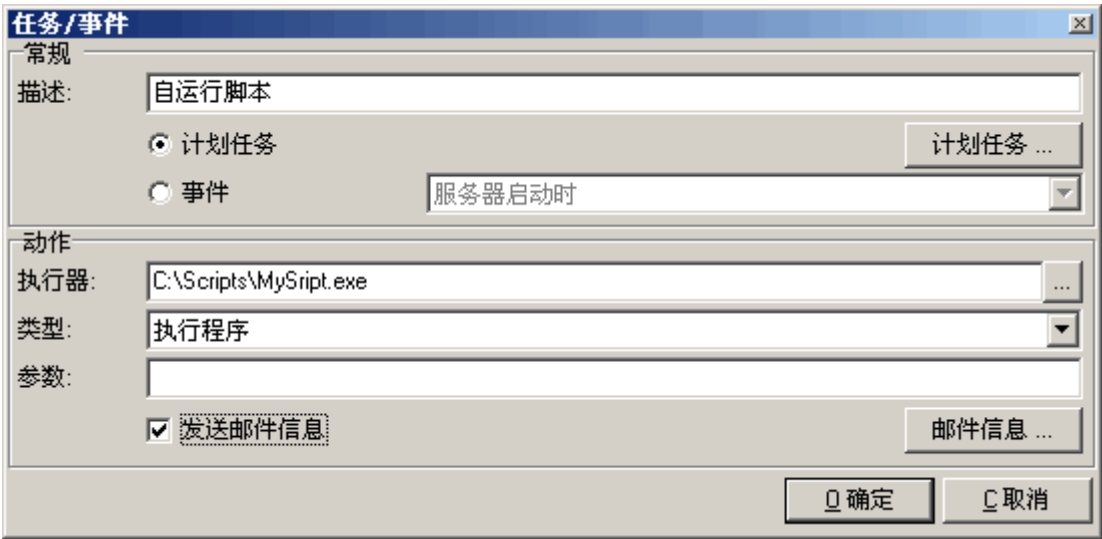 任务/事件
常规
描述: 自运行脚本
计划任务 计划任务 ...
事件 服务器启动时
动作
执行器: C:\Scripts\MySript.exe ...
类型: 执行程序
参数:
发送邮件信息 邮件信息 ...
O 确定 C 取消